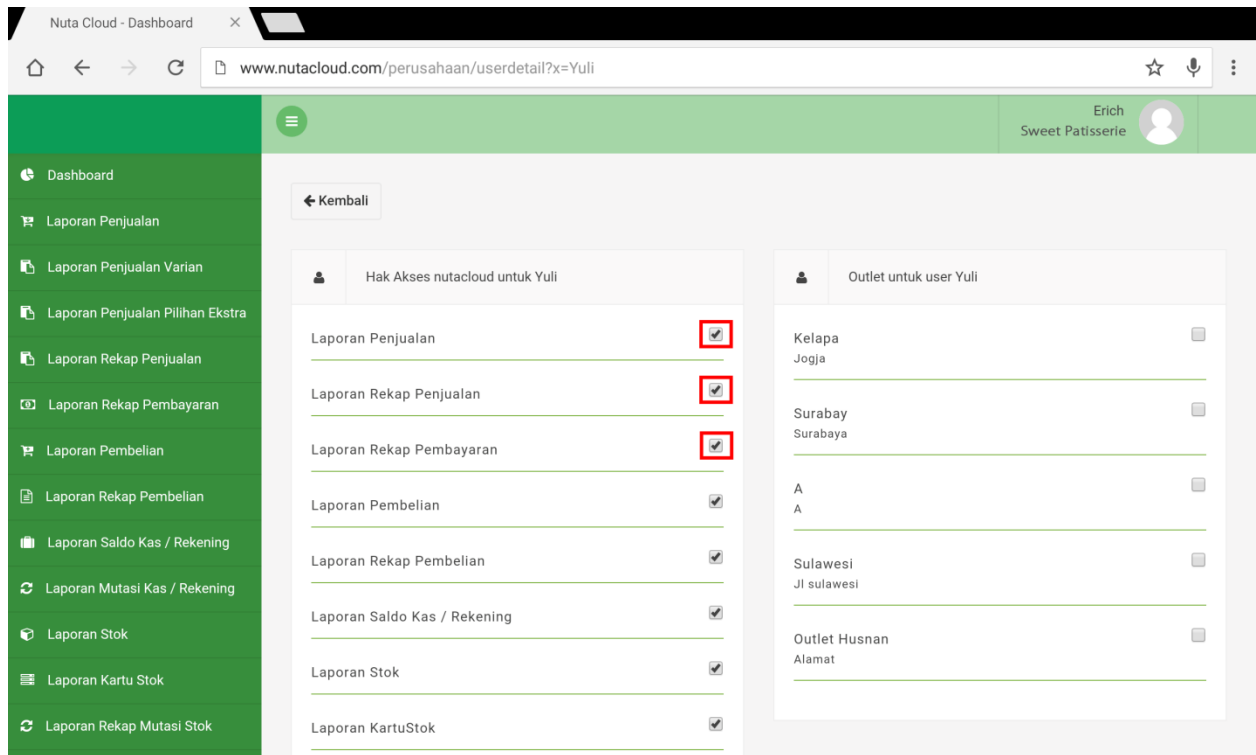 Nuta Cloud - Dashboard
www.nutacloud.com/perusahaan/userdetail?x=Yuli
Erich
Sweet Patisserie
Dashboard
Laporan Penjualan
Laporan Penjualan Varian
Laporan Penjualan Pilihan Ekstra
Laporan Rekap Penjualan
Laporan Rekap Pembayaran
Laporan Pembelian
Laporan Rekap Pembelian
Laporan Saldo Kas / Rekening
Laporan Mutasi Kas / Rekening
Laporan Stok
Laporan Kartu Stok
Laporan Rekap Mutasi Stok
Kembali
Hak Akses nutacloud untuk Yuli
Laporan Penjualan
Laporan Rekap Penjualan
Laporan Rekap Pembayaran
Laporan Pembelian
Laporan Rekap Pembelian
Laporan Saldo Kas / Rekening
Laporan Stok
Laporan KartuStok
Outlet untuk user Yuli
Kelapa
Jogja
Surabay
Surabaya
A
A
Sulawesi
Jl sulawesi
Outlet Husnan
Alamat